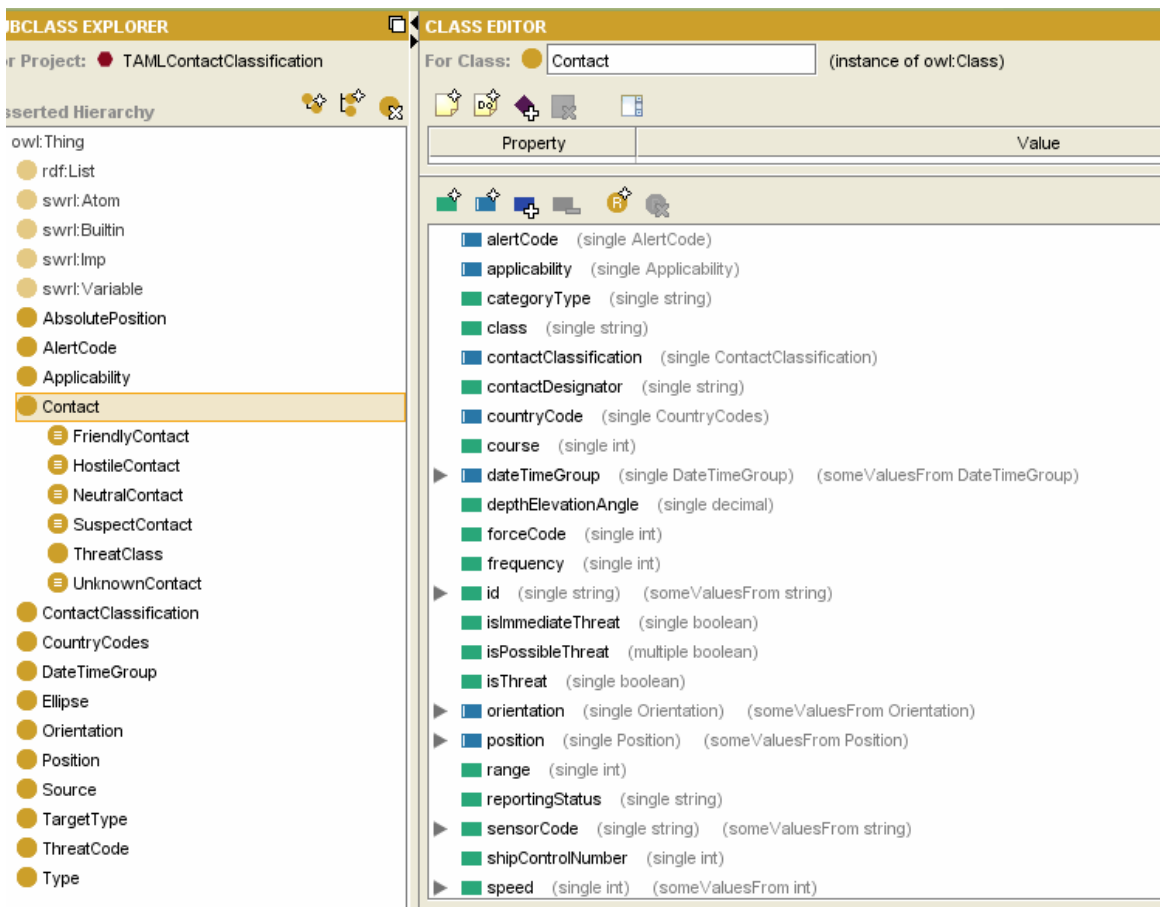 UBCLASS EXPLORER
r Project: TAMLContactClassification
sserted Hierarchy
owl:Thing
rdf:List
swrl:Atom
swrl:Builtin
swrl:Imp
swrl:Variable
AbsolutePosition
AlertCode
Applicability
Contact
FriendlyContact
HostileContact
NeutralContact
SuspectContact
ThreatClass
UnknownContact
ContactClassification
CountryCodes
DateTimeGroup
Ellipse
Orientation
Position
Source
TargetType
ThreatCode
Type
CLASS EDITOR
For Class: Contact (instance of owl:Class)
Property Value
alertCode (single AlertCode)
applicability (single Applicability)
categoryType (single string)
class (single string)
contactClassification (single ContactClassification)
contactDesignator (single string)
countryCode (single CountryCodes)
course (single int)
dateTimeGroup (single DateTimeGroup) (someValuesFrom DateTimeGroup)
depthElevationAngle (single decimal)
forceCode (single int)
frequency (single int)
id (single string) (someValuesFrom string)
isImmediateThreat (single boolean)
isPossibleThreat (multiple boolean)
isThreat (single boolean)
orientation (single Orientation) (someValuesFrom Orientation)
position (single Position) (someValuesFrom Position)
range (single int)
reportingStatus (single string)
sensorCode (single string) (someValuesFrom string)
shipControlNumber (single int)
speed (single int) (someValuesFrom int)